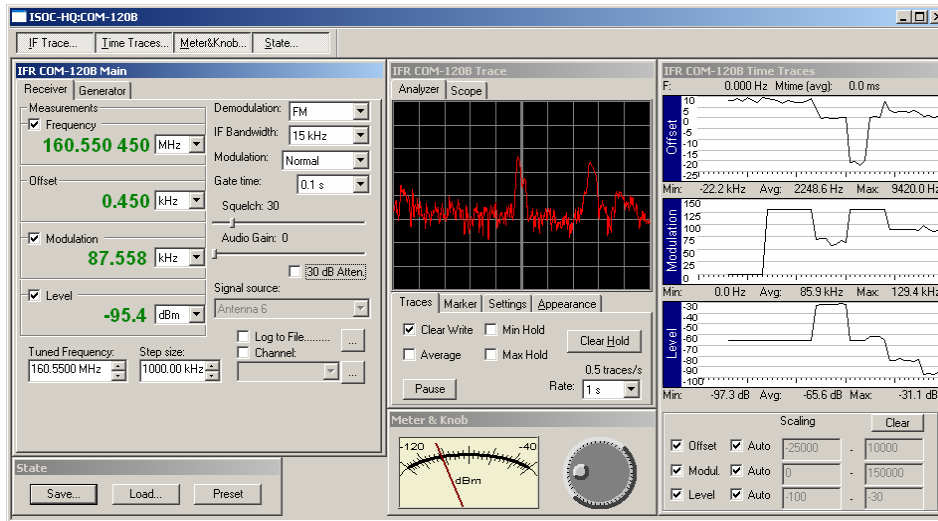 ISOC-HQ:COM-120B
IF Trace... Time Traces... Meter&Knob... State...
IFR COM-120B Main
Receiver Generator
Measurements
Frequency
160.550 450 MHz
Offset
0.450 kHz
Modulation
87.558 kHz
Level
-95.4 dBm
Demodulation: FM
IF Bandwidth: 15 kHz
Modulation: Normal
Gate time: 0.1 s
Squelch: 30
Audio Gain: 0
30 dB Atten.
Signal source:
Antenna 6
Log to File......... ...
Channel:
...
Tuned Frequency: Step size:
160.5500 MHz 1000.00 kHz
State
Save... Load... Preset
IFR COM-120B Trace
Analyzer Scope
Traces Marker Settings Appearance
Clear Write Min Hold
Clear Hold
Average Max Hold
0.5 traces/s
Pause Rate: 1 s
Meter & Knob
-120 -40
dBm
IFR COM-120B Time Traces
F: 0.000 Hz Mtime (avg): 0.0 ms
Offset
10
5
0
-5
-10
-15
-20
-25
Min: -22.2 kHz Avg: 2248.6 Hz Max: 9420.0 Hz
Modulation
150
125
100
75
50
25
0
Min: 0.0 Hz Avg: 85.9 kHz Max: 129.4 kHz
Level
-30
-40
-50
-60
-70
-80
-90
-100
Min: -97.3 dB Avg: -65.6 dB Max: -31.1 dB
Scaling Clear
Offset Auto -25000 - 10000
Modul. Auto 0 - 150000
Level Auto -100 - -30